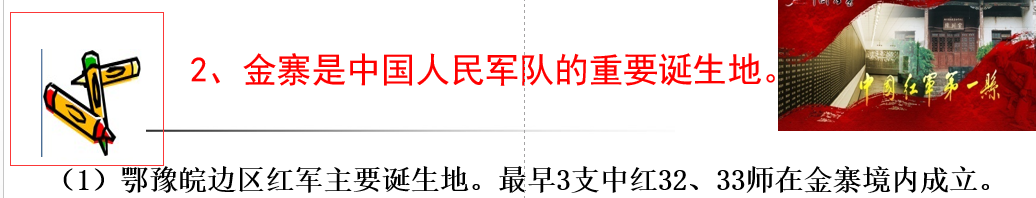 2、金寨是中国人民军队的重要诞生地。
中国红军第一县
（1）鄂豫皖边区红军主要诞生地。最早3支中红32、33师在金寨境内成立。